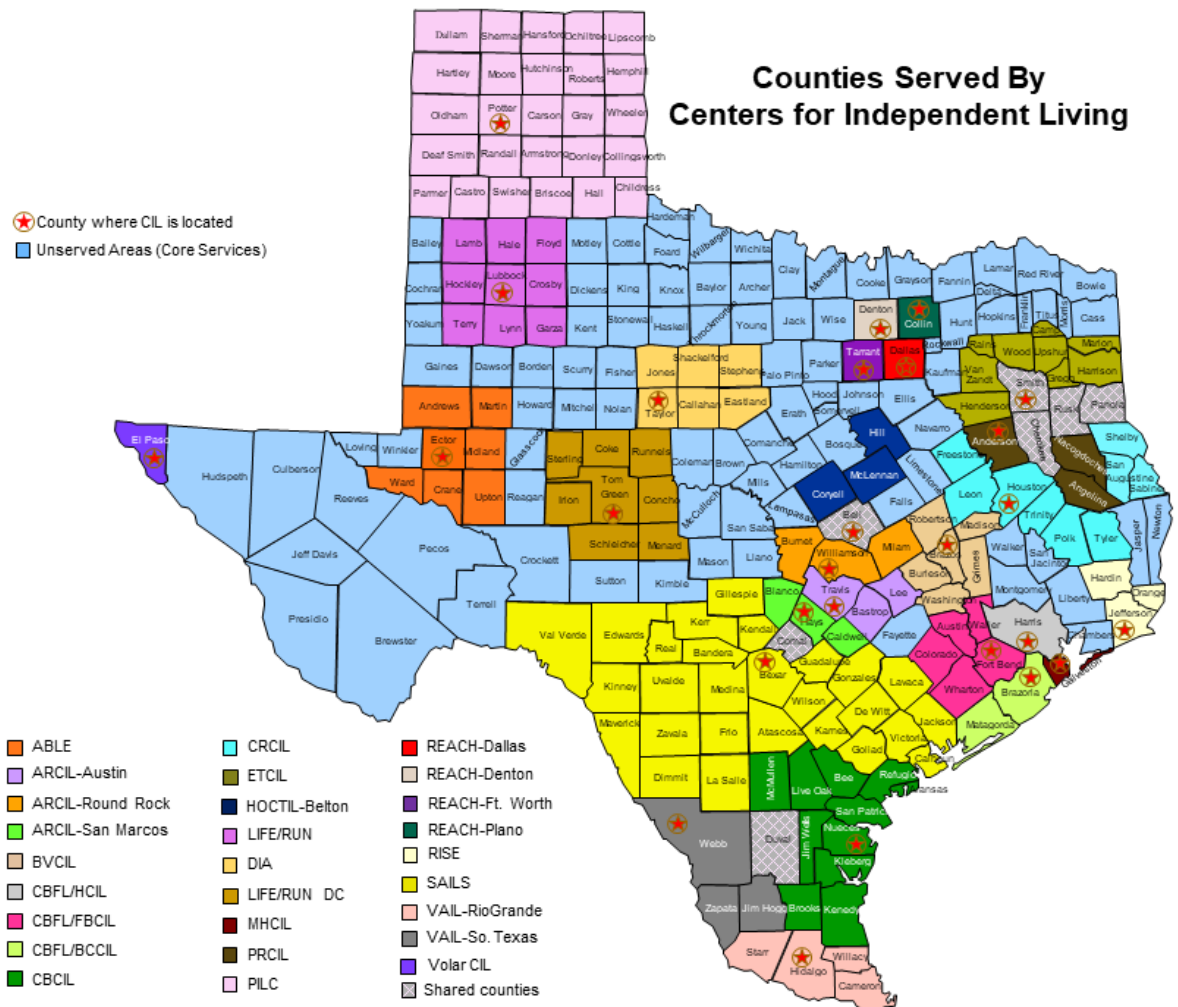 Counties Served By
Centers for Independent Living
County where CIL is located
Unserved Areas (Core Services)
Dallam Sherman Hansford Ochiltree Lipscomb
Hartley Moore Hutchinson Roberts Hemphill
Oldham Potter Carson Gray Wheeler
Deaf Smith Randall Armstrong Donley Collingsworth
Parmer Castro Swisher Briscoe Hall Childress
Hardeman
Bailey Lamb Hale Floyd Motley Cottle Foard Wilbarger Wichita
Clay Montague Cooke Grayson Fannin Lamar Red River Bowie
Delta
Cochran Hockley Lubbock Crosby Dickens King Knox Baylor Archer
Yoakum Terry Lynn Garza Kent Stonewall Haskell Throckmorton Young Jack Wise Denton Collin Hunt Hopkins Franklin Titus Morris Cass
Camp
Rockwall
Gaines Dawson Borden Scurry Fisher Jones Shackelford Stephens Palo Pinto Parker Tarrant Dallas Kaufman Van Zandt Rains Wood Upshur Marion
Gregg Harrison
Andrews Martin Howard Mitchell Nolan Taylor Callahan Eastland Erath Hood Somervell Johnson Ellis Henderson Smith Rusk Panola
El Paso Hudspeth Culberson Reeves Loving Winkler Ector Midland Glasscock Sterling Coke Runnels Coleman Brown Comanche Hamilton Bosque Hill Navarro Freestone Anderson Cherokee Nacogdoches Shelby
Ward Crane Upton Reagan Irion Tom Green Concho McCulloch Mills Lampasas Coryell McLennan Limestone Falls Leon Houston Angelina San Augustine Sabine
Trinity
Jeff Davis Pecos Crockett Schleicher Menard San Saba Burnet Bell Milam Robertson Madison Walker Polk Tyler Jasper Newton
San Jacinto
Presidio Brewster Terrell Sutton Kimble Mason Llano Williamson Brazos Burleson Grimes Montgomery Hardin
Liberty Orange
Val Verde Edwards Kerr Gillespie Blanco Travis Bastrop Lee Washington Austin Waller Harris Jefferson
Chambers
Real Bandera Kendall Comal Hays Caldwell Fayette Colorado Fort Bend Galveston
Kinney Uvalde Medina Bexar Guadalupe Gonzales Lavaca Wharton Brazoria
Wilson De Witt Jackson Matagorda
Maverick Zavala Frio Atascosa Karnes Goliad Victoria Calhoun
Dimmit La Salle McMullen Live Oak Bee Refugio
Aransas
San Patric
Webb Duval Jim Wells Nueces
Kleberg
Zapata Jim Hogg Brooks Kenedy
Starr Hidalgo Willacy
Cameron
ABLE
ARCIL-Austin
ARCIL-Round Rock
ARCIL-San Marcos
BVCIL
CBFL/HCIL
CBFL/FBCIL
CBFL/BCCIL
CBCIL
CRCIL
ETCIL
HOCTIL-Belton
LIFE/RUN
DIA
LIFE/RUN DC
MHCIL
PRCIL
PILC
REACH-Dallas
REACH-Denton
REACH-Ft. Worth
REACH-Plano
RISE
SAILS
VAIL-RioGrande
VAIL-So. Texas
Volar CIL
Shared counties